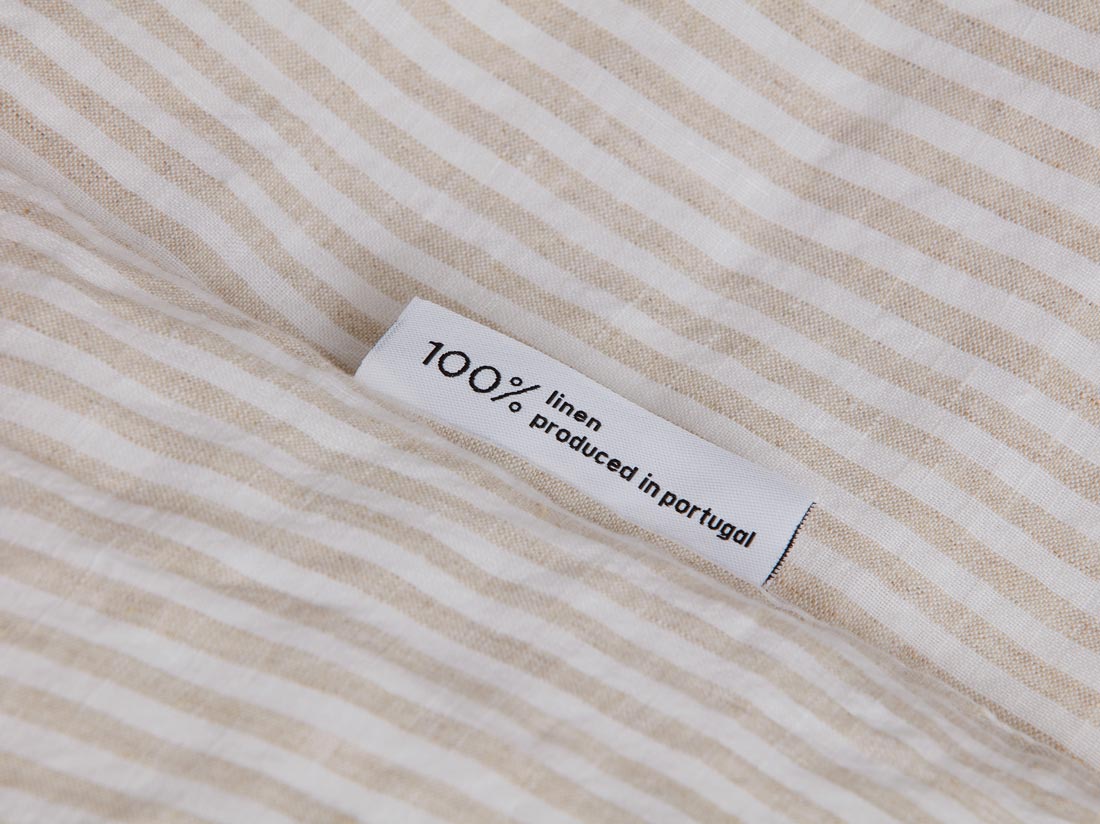 100% linen
produced in portugal